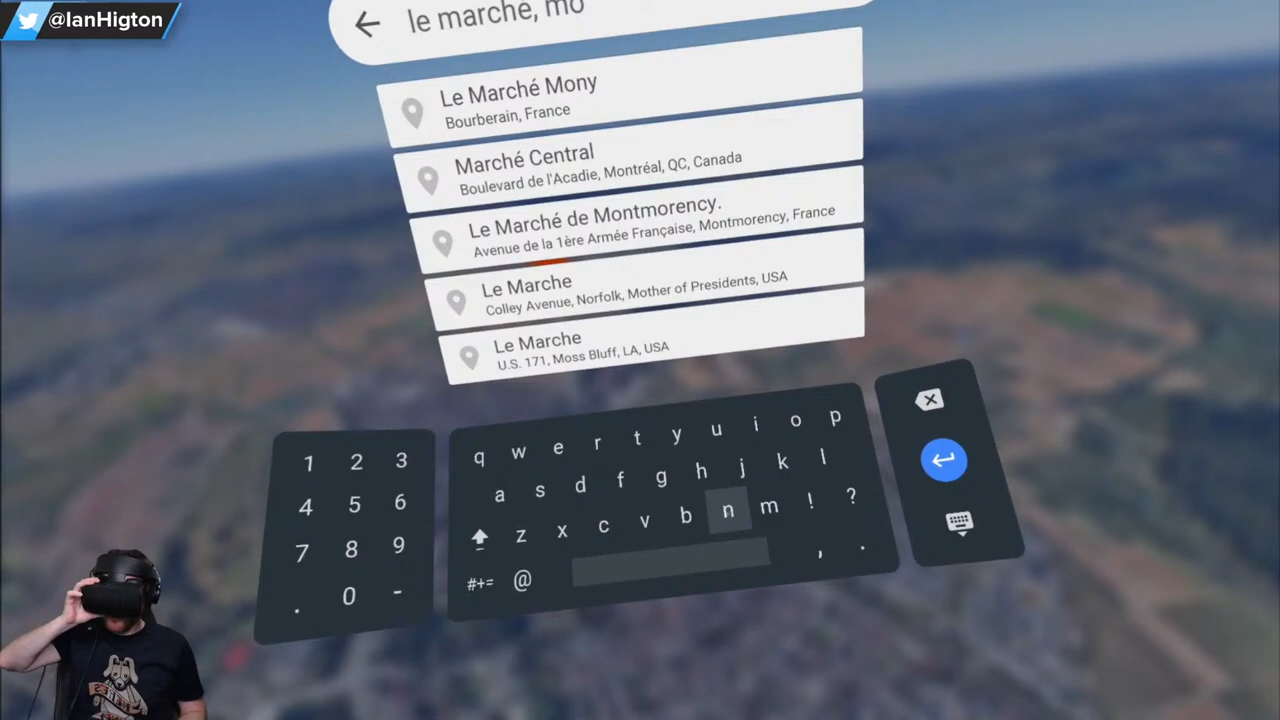 @IanHigton
le marché, mo
Le Marché Mony
Bourberain, France
Marché Central
Boulevard de l'Acadie, Montréal, QC, Canada
Le Marché de Montmorency.
Avenue de la 1ère Armée Française, Montmorency, France
Le Marche
Colley Avenue, Norfolk, Mother of Presidents, USA
Le Marche
U.S. 171, Moss Bluff, LA, USA
1 2 3
4 5 6
7 8 9
. 0 -
q w e r t y u i o p
a s d f g h j k l
z x c v b n m ! ?
#+= @ , .